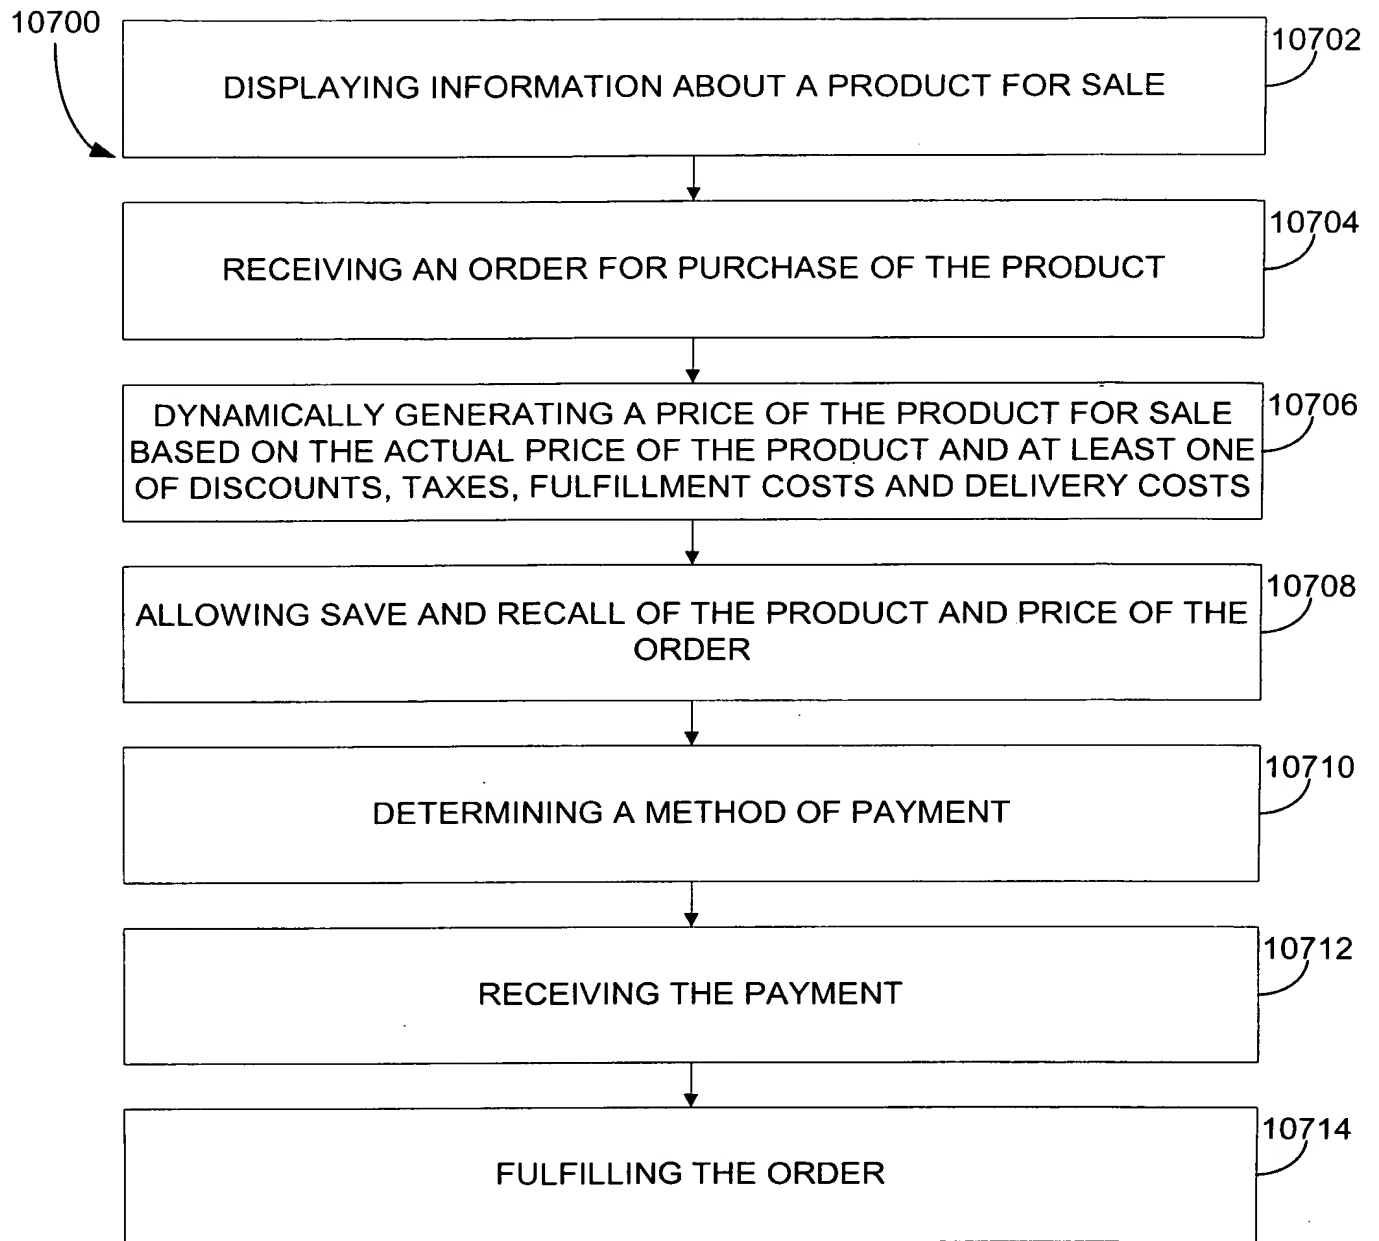 10700
10702
DISPLAYING INFORMATION ABOUT A PRODUCT FOR SALE
10704
RECEIVING AN ORDER FOR PURCHASE OF THE PRODUCT
10706
DYNAMICALLY GENERATING A PRICE OF THE PRODUCT FOR SALE
BASED ON THE ACTUAL PRICE OF THE PRODUCT AND AT LEAST ONE
OF DISCOUNTS, TAXES, FULFILLMENT COSTS AND DELIVERY COSTS
10708
ALLOWING SAVE AND RECALL OF THE PRODUCT AND PRICE OF THE
ORDER
10710
DETERMINING A METHOD OF PAYMENT
10712
RECEIVING THE PAYMENT
10714
FULFILLING THE ORDER